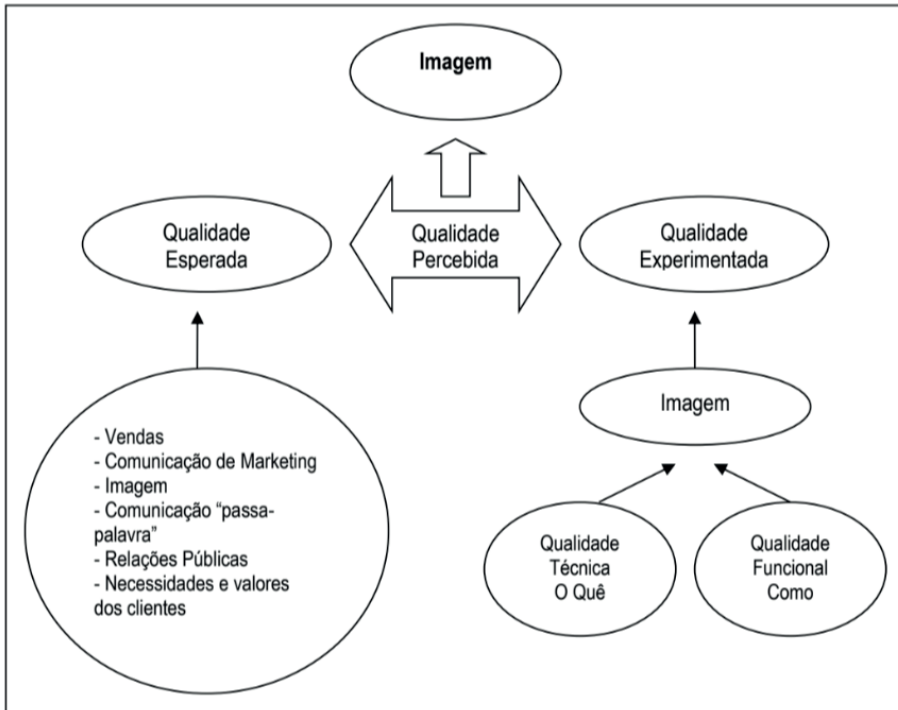 Imagem
Qualidade
Esperada
Qualidade
Percebida
Qualidade
Experimentada
- Vendas
- Comunicação de Marketing
- Imagem
- Comunicação “passa-
palavra”
- Relações Públicas
- Necessidades e valores
dos clientes
Imagem
Qualidade
Técnica
O Quê
Qualidade
Funcional
Como